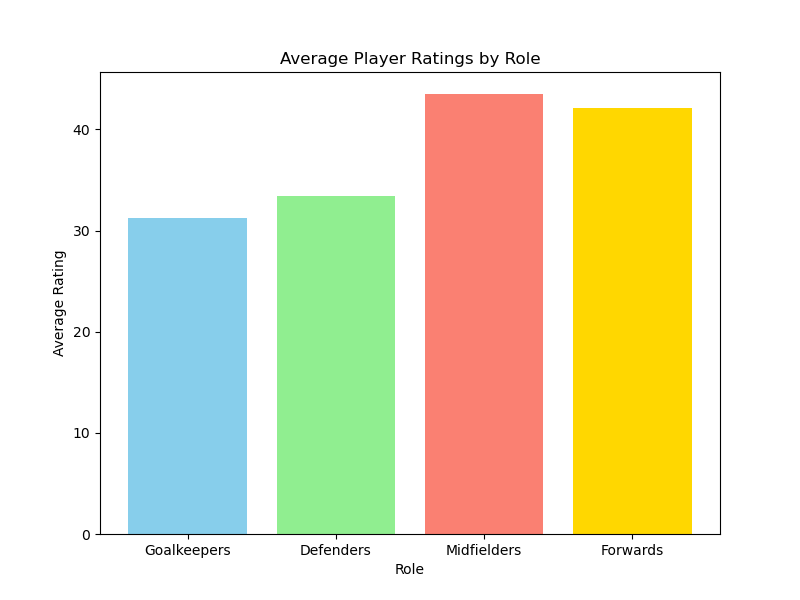 Average Player Ratings by Role
Average Rating
40
30
20
10
0
Goalkeepers Defenders Midfielders Forwards
Role